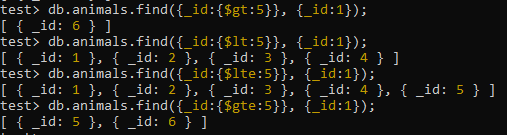 test> db.animals.find({_id:{$gt:5}}, {_id:1});
[ { _id: 6 } ]
test> db.animals.find({_id:{$lt:5}}, {_id:1});
[ { _id: 1 }, { _id: 2 }, { _id: 3 }, { _id: 4 } ]
test> db.animals.find({_id:{$lte:5}}, {_id:1});
[ { _id: 1 }, { _id: 2 }, { _id: 3 }, { _id: 4 }, { _id: 5 } ]
test> db.animals.find({_id:{$gte:5}}, {_id:1});
[ { _id: 5 }, { _id: 6 } ]